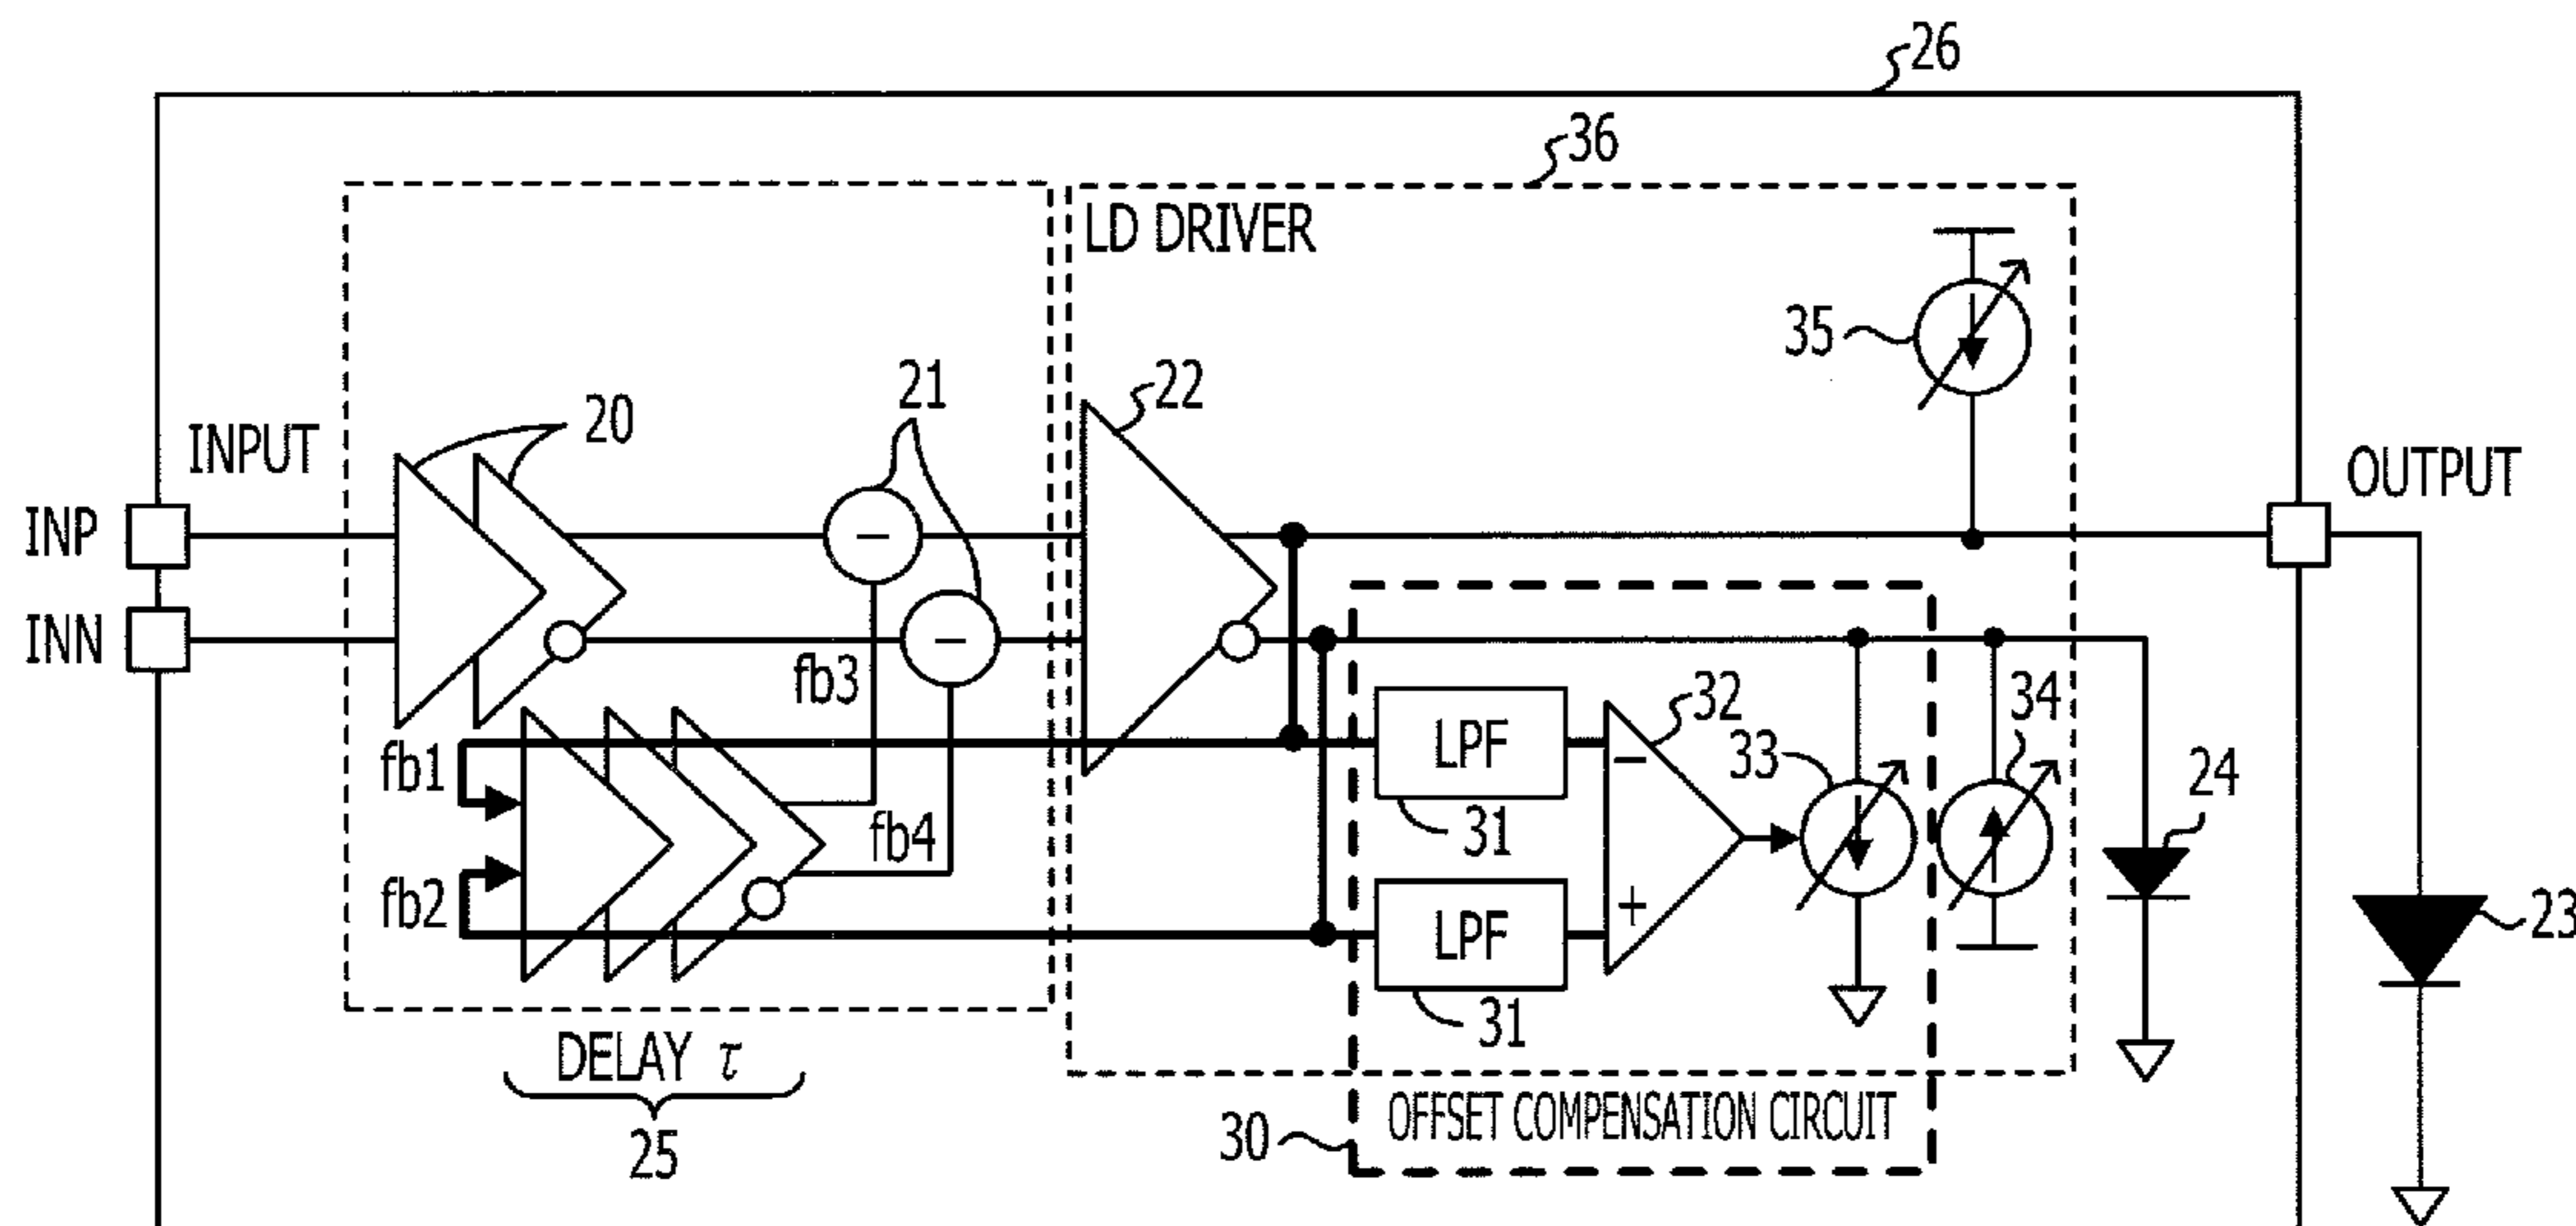 26
36
LD DRIVER
35
21
22
20
INPUT
OUTPUT
INP
INN
fb3
32
34
33
24
fb1
LPF
31
fb4
fb2
LPF
23
31
DELAY τ
30
OFFSET COMPENSATION CIRCUIT
25